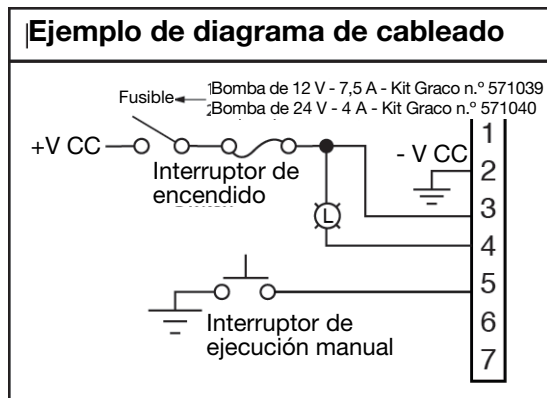 Ejemplo de diagrama de cableado
Fusible
1Bomba de 12 V - 7,5 A - Kit Graco n.º 571039
2Bomba de 24 V - 4 A - Kit Graco n.º 571040
+V CC
Interruptor de
encendido
- V CC
L
Interruptor de
ejecución manual
1
2
3
4
5
6
7